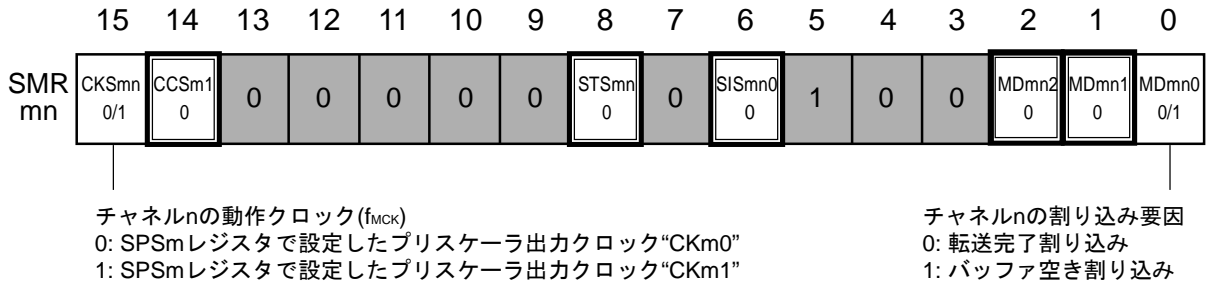 15 14 13 12 11 10 9 8 7 6 5 4 3 2 1 0
SMR
mn
CKSmn
0/1
CCSm1
0
0
0
0
0
0
STSmn
0
0
SISmn0
0
1
0
0
MDmn2
0
MDmn1
0
MDmn0
0/1
チャネルnの動作クロック(fMCK)
0: SPSmレジスタで設定したプリスケーラ出力クロック“CKm0”
1: SPSmレジスタで設定したプリスケーラ出力クロック“CKm1”
チャネルnの割り込み要因
0: 転送完了割り込み
1: バッファ空き割り込み